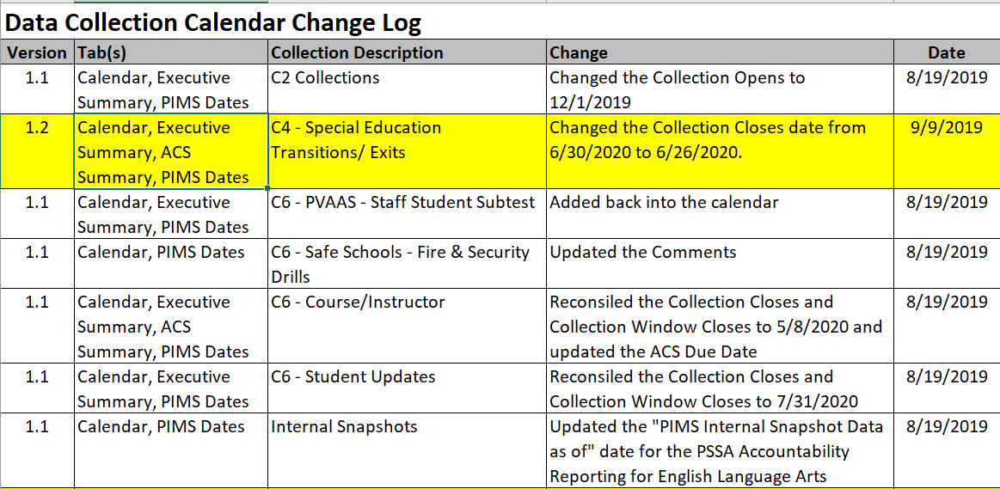 Data Collection Calendar Change Log
Version Tab(s) Collection Description Change Date
1.1 Calendar, Executive C2 Collections Changed the Collection Opens to 8/19/2019
Summary, PIMS Dates 12/1/2019
1.2 Calendar, Executive C4 - Special Education Changed the Collection Closes date from 9/9/2019
Summary, ACS Transitions/ Exits 6/30/2020 to 6/26/2020.
Summary, PIMS Dates
1.1 Calendar, Executive C6 - PVAAS - Staff Student Subtest Added back into the calendar 8/19/2019
Summary, PIMS Dates
1.1 Calendar, PIMS Dates C6 - Safe Schools - Fire & Security Updated the Comments 8/19/2019
Drills
1.1 Calendar, Executive C6 - Course/Instructor Reconsiled the Collection Closes and 8/19/2019
Summary, ACS Collection Window Closes to 5/8/2020 and
Summary, PIMS Dates updated the ACS Due Date
1.1 Calendar, Executive C6 - Student Updates Reconsiled the Collection Closes and 8/19/2019
Summary, PIMS Dates Collection Window Closes to 7/31/2020
1.1 Calendar, PIMS Dates Internal Snapshots Updated the "PIMS Internal Snapshot Data 8/19/2019
as of" date for the PSSA Accountability
Reporting for English Language Arts